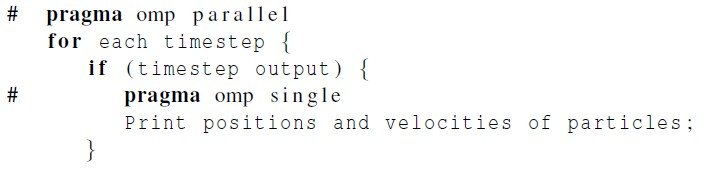 #   pragma omp parallel
    for each timestep {
        if (timestep output) {
#           pragma omp single
            Print positions and velocities of particles;
        }